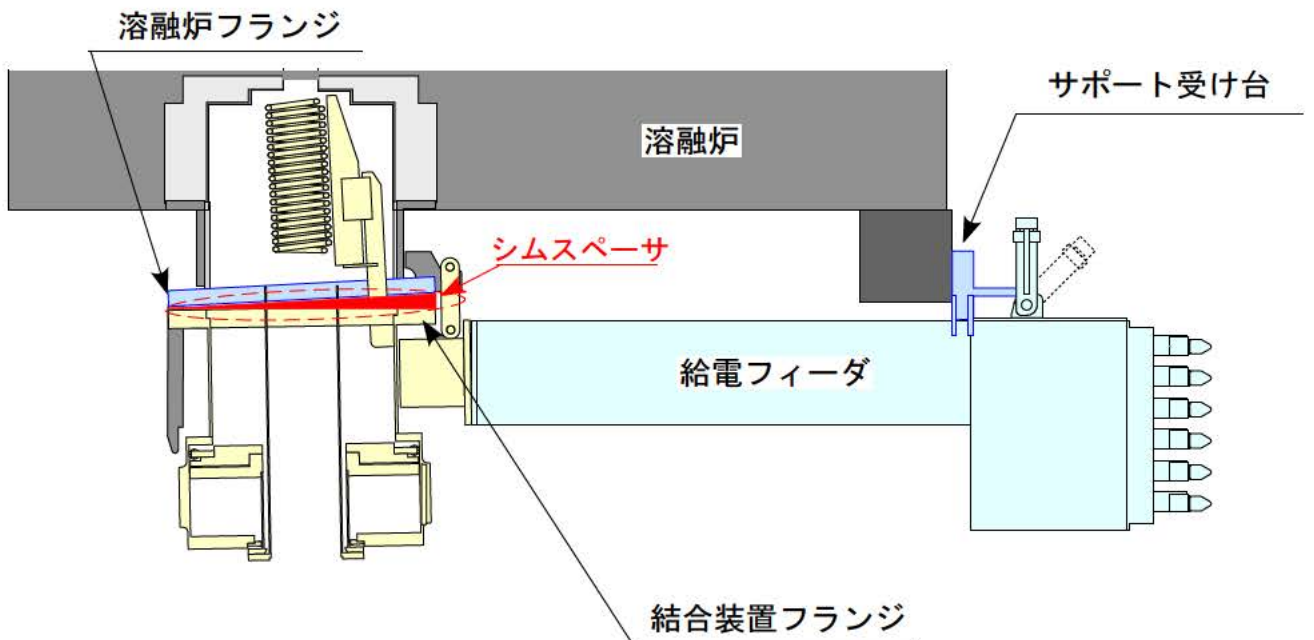 溶融炉フランジ
サポート受け台
溶融炉
シムスペーサ
給電フィーダ
結合装置フランジ